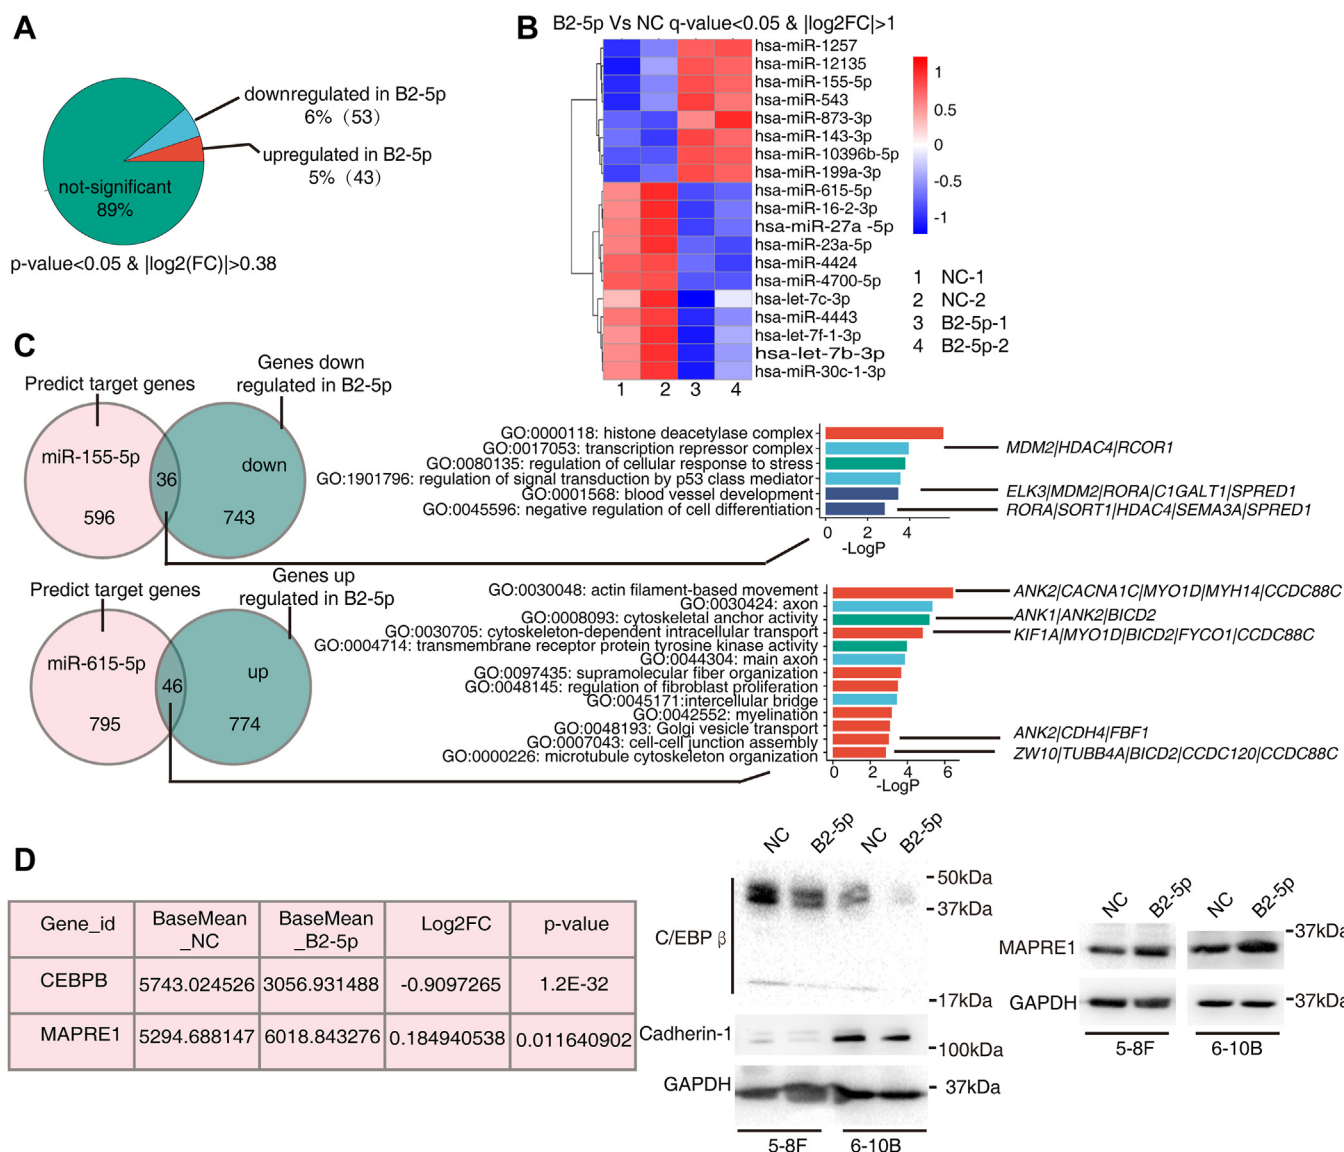 A
downregulated in B2-5p
6%（53）
upregulated in B2-5p
5%（43）
not-significant
89%
p-value<0.05 & |log2(FC)|>0.38
B
B2-5p Vs NC q-value<0.05 & |log2FC|>1
hsa-miR-1257
hsa-miR-12135
hsa-miR-155-5p
hsa-miR-543
hsa-miR-873-3p
hsa-miR-143-3p
hsa-miR-10396b-5p
hsa-miR-199a-3p
hsa-miR-615-5p
hsa-miR-16-2-3p
hsa-miR-27a -5p
hsa-miR-23a-5p
hsa-miR-4424
hsa-miR-4700-5p
hsa-let-7c-3p
hsa-miR-4443
hsa-let-7f-1-3p
hsa-let-7b-3p
hsa-miR-30c-1-3p
1 2 3 4
1
0.5
0
-0.5
-1
1 NC-1
2 NC-2
3 B2-5p-1
4 B2-5p-2
C
Predict target genes
Genes down
regulated in B2-5p
miR-155-5p
36
down
596
743
GO:0000118: histone deacetylase complex
GO:0017053: transcription repressor complex
GO:0080135: regulation of cellular response to stress
GO:1901796: regulation of signal transduction by p53 class mediator
GO:0001568: blood vessel development
GO:0045596: negative regulation of cell differentiation
0 2 4
-LogP
MDM2|HDAC4|RCOR1
ELK3|MDM2|RORA|C1GALT1|SPRED1
RORA|SORT1|HDAC4|SEMA3A|SPRED1
Predict target genes
Genes up
regulated in B2-5p
miR-615-5p
46
up
795
774
GO:0030048: actin filament-based movement
GO:0030424: axon
GO:0008093: cytoskeletal anchor activity
GO:0030705: cytoskeleton-dependent intracellular transport
GO:0004714: transmembrane receptor protein tyrosine kinase activity
GO:0044304: main axon
GO:0097435: supramolecular fiber organization
GO:0048145: regulation of fibroblast proliferation
GO:0045171:intercellular bridge
GO:0042552: myelination
GO:0048193: Golgi vesicle transport
GO:0007043: cell-cell junction assembly
GO:0000226: microtubule cytoskeleton organization
0 2 4 6
-LogP
ANK2|CACNA1C|MYO1D|MYH14|CCDC88C
ANK1|ANK2|BICD2
KIF1A|MYO1D|BICD2|FYCO1|CCDC88C
ANK2|CDH4|FBF1
ZW10|TUBB4A|BICD2|CCDC120|CCDC88C
D
Gene_id BaseMean_NC BaseMean_B2-5p Log2FC p-value
CEBPB 5743.024526 3056.931488 -0.9097265 1.2E-32
MAPRE1 5294.688147 6018.843276 0.184940538 0.011640902
NC B2-5p NC B2-5p
C/EBP β
50kDa
37kDa
17kDa
Cadherin-1
100kDa
GAPDH
37kDa
5-8F 6-10B
NC B2-5p NC B2-5p
MAPRE1
37kDa
GAPDH
37kDa
5-8F 6-10B